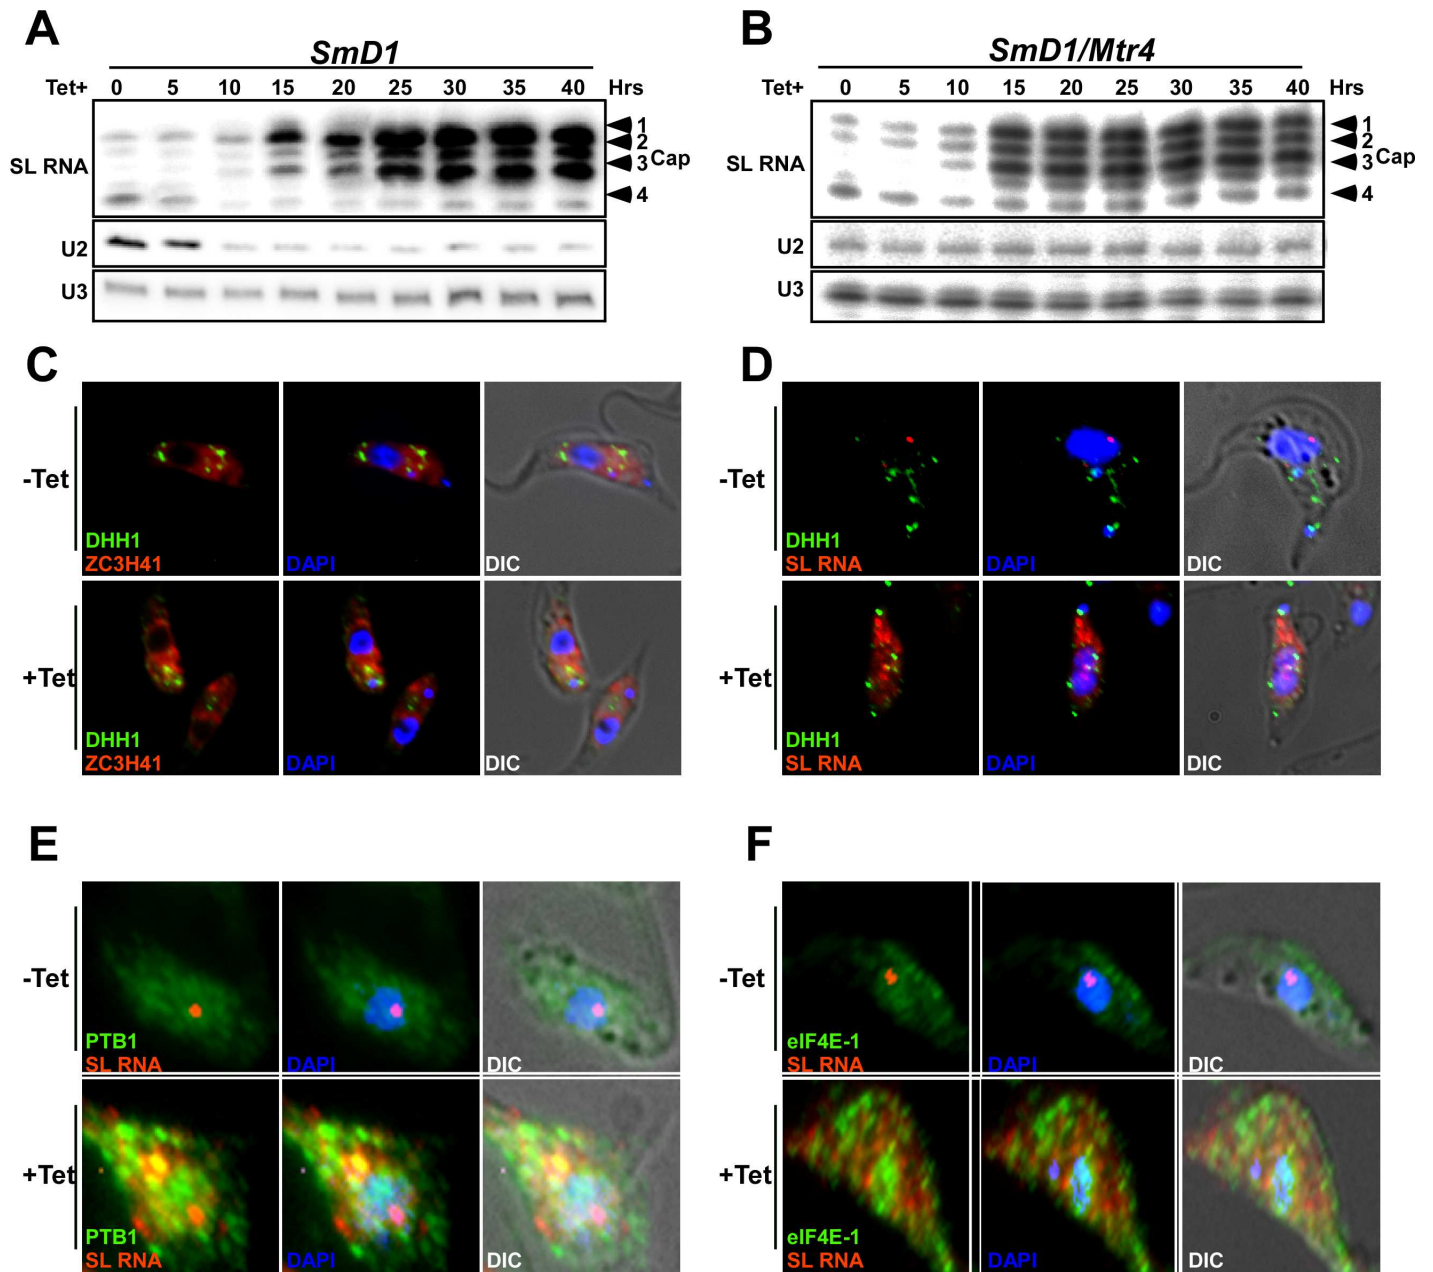 A
SmD1
Tet+ 0 5 10 15 20 25 30 35 40 Hrs
SL RNA
1
2
3 Cap
4
U2
U3
B
SmD1/Mtr4
Tet+ 0 5 10 15 20 25 30 35 40 Hrs
SL RNA
1
2
3 Cap
4
U2
U3
C
-Tet
DHH1
ZC3H41 DAPI DIC
+Tet
DHH1
ZC3H41 DAPI DIC
D
-Tet
DHH1
SL RNA DAPI DIC
+Tet
DHH1
SL RNA DAPI DIC
E
-Tet
PTB1
SL RNA DAPI DIC
+Tet
PTB1
SL RNA DAPI DIC
F
-Tet
eIF4E-1
SL RNA DAPI DIC
+Tet
eIF4E-1
SL RNA DAPI DIC